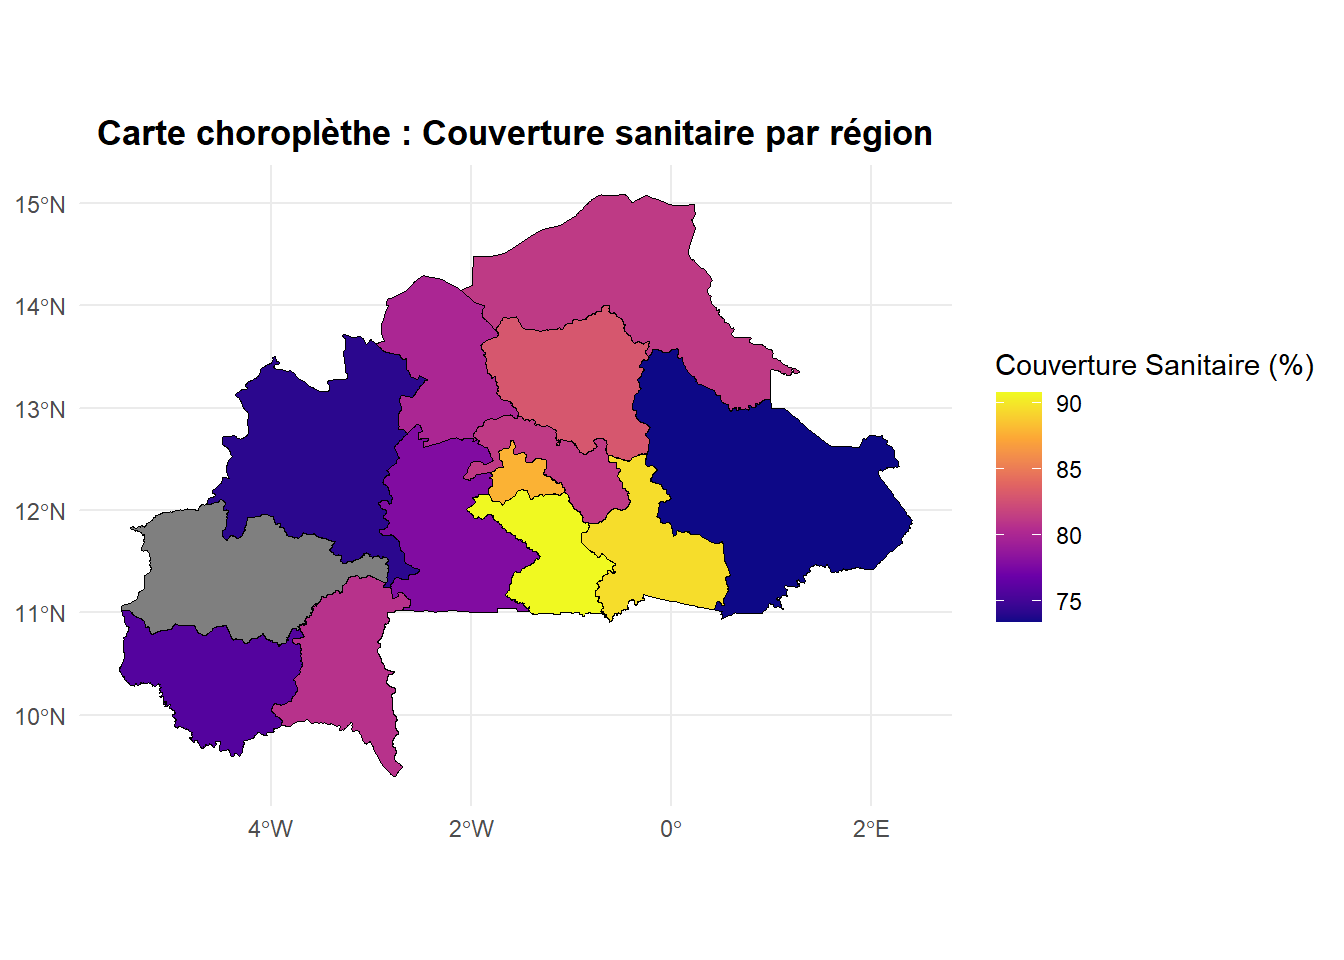 Carte choroplèthe : Couverture sanitaire par région
15°N
14°N
13°N
12°N
11°N
10°N
4°W
2°W
0°
2°E
Couverture Sanitaire (%)
90
85
80
75